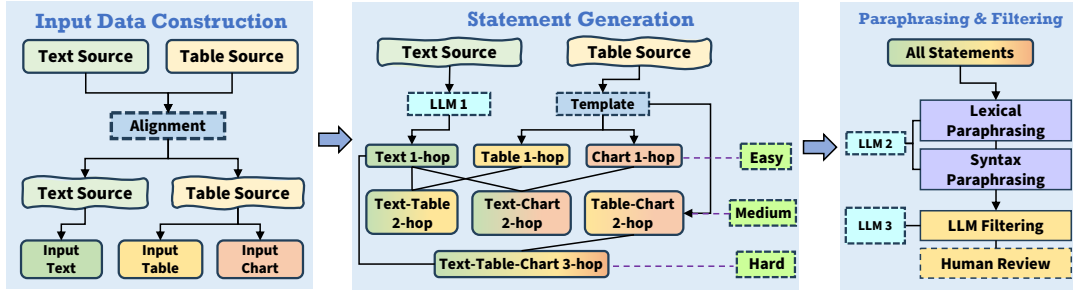 Input Data Construction
Text Source
Table Source
Alignment
Text Source
Table Source
Input
Text
Input
Table
Input
Chart
Statement Generation
Text Source
Table Source
LLM 1
Template
Text 1-hop
Table 1-hop
Chart 1-hop
Easy
Text-Table
2-hop
Text-Chart
2-hop
Table-Chart
2-hop
Medium
Text-Table-Chart 3-hop
Hard
Paraphrasing & Filtering
All Statements
LLM 2
Lexical
Paraphrasing
Syntax
Paraphrasing
LLM 3
LLM Filtering
Human Review